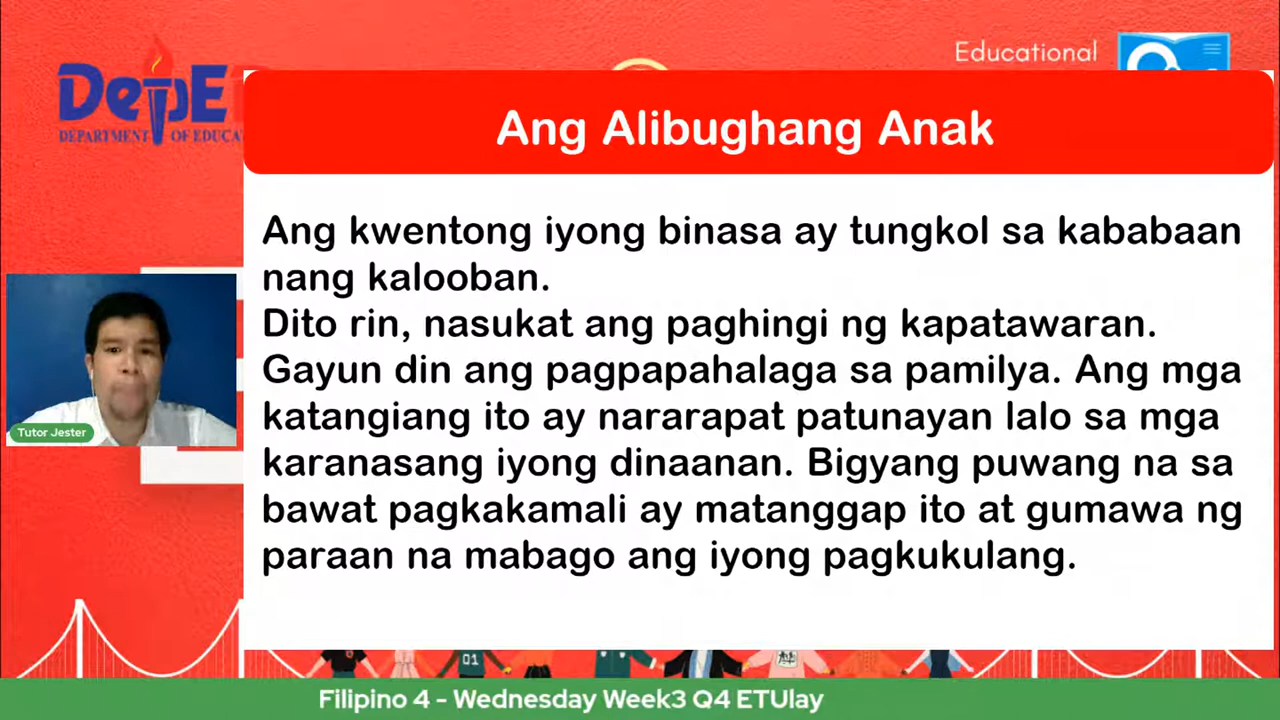 DepE
DEPARTMENT OF EDUCA
Educational
Ang Alibughang Anak
Ang kwentong iyong binasa ay tungkol sa kababaan
nang kalooban.
Dito rin, nasukat ang paghingi ng kapatawaran.
Gayun din ang pagpapahalaga sa pamilya. Ang mga
katangiang ito ay nararapat patunayan lalo sa mga
karanasang iyong dinaanan. Bigyang puwang na sa
bawat pagkakamali ay matanggap ito at gumawa ng
paraan na mabago ang iyong pagkukulang.
Tutor Jester
01
Filipino 4 - Wednesday Week3 Q4 ETUlay